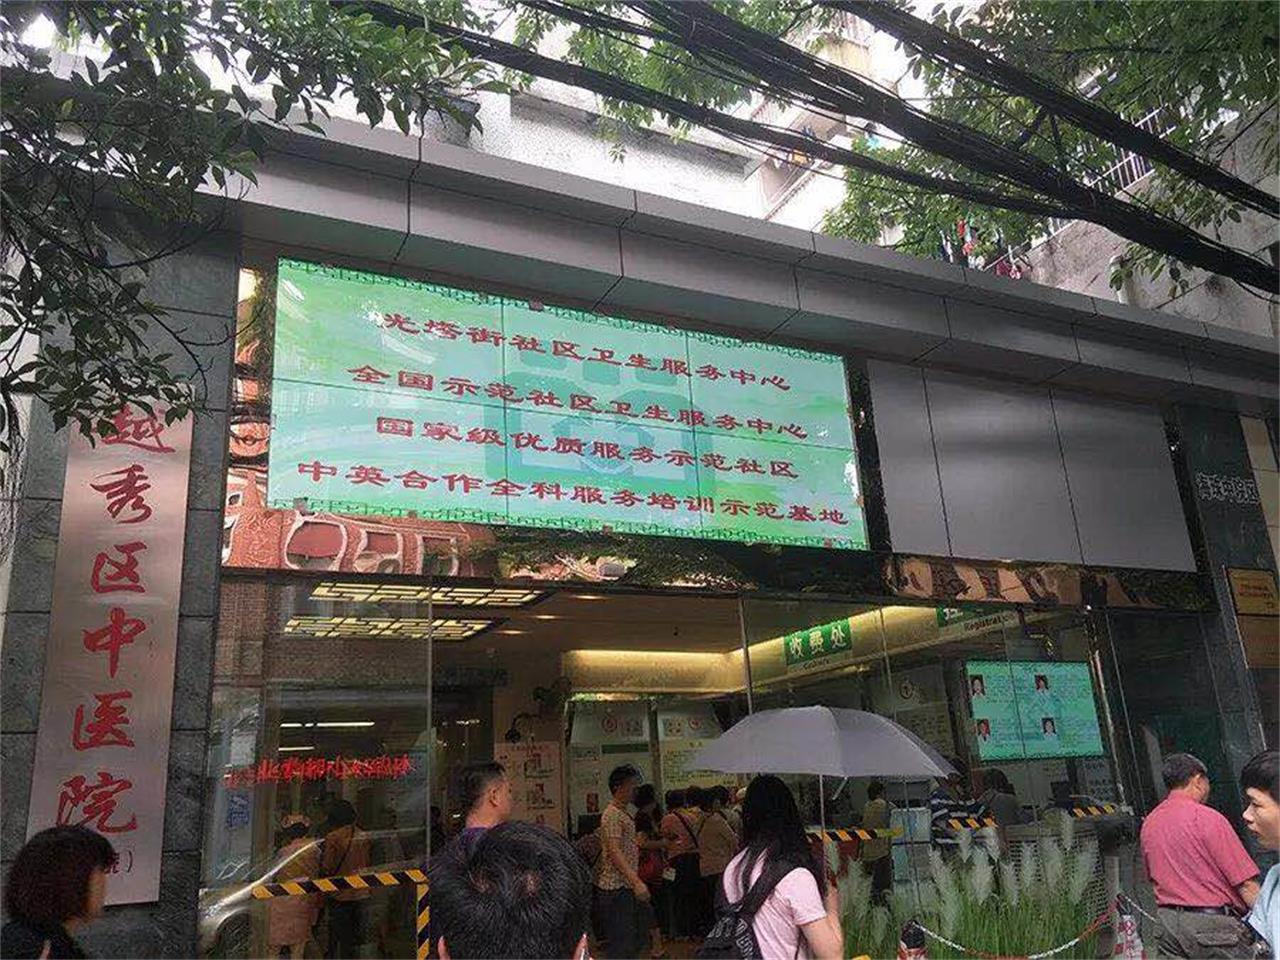 越秀区中医院
光塔街社区卫生服务中心
全国示范社区卫生服务中心
国家级优质服务示范社区
中英合作全科服务培训示范基地
收费处
Cashier
Registration